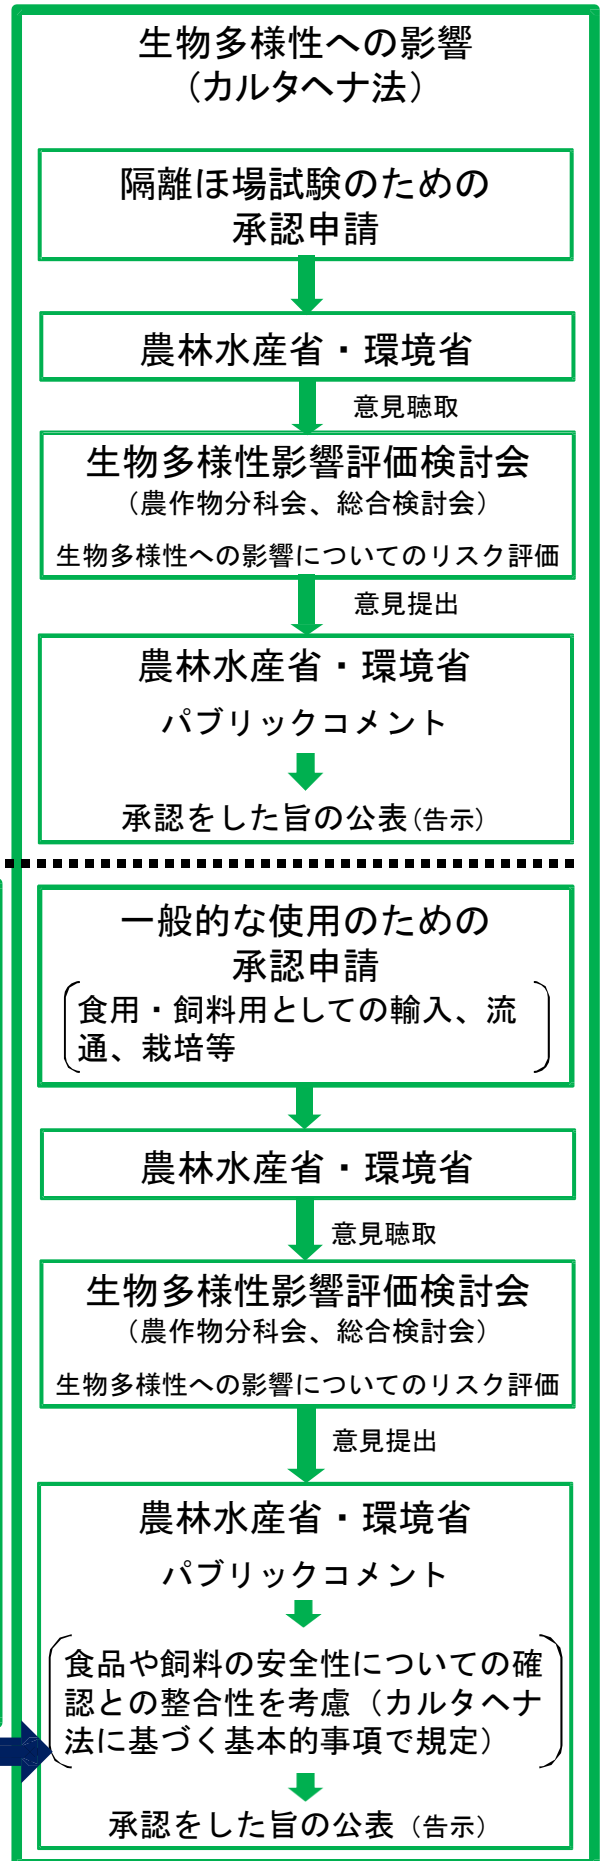 生物多様性への影響
（カルタヘナ法）
隔離ほ場試験のための
承認申請
農林水産省・環境省
意見聴取
生物多様性影響評価検討会
（農作物分科会、総合検討会）
生物多様性への影響についてのリスク評価
意見提出
農林水産省・環境省
パブリックコメント
承認をした旨の公表（告示）
一般的な使用のための
承認申請
食用・飼料用としての輸入、流
通、栽培等
農林水産省・環境省
意見聴取
生物多様性影響評価検討会
（農作物分科会、総合検討会）
生物多様性への影響についてのリスク評価
意見提出
農林水産省・環境省
パブリックコメント
食品や飼料の安全性についての確
認との整合性を考慮（カルタヘナ
法に基づく基本的事項で規定）
承認をした旨の公表（告示）